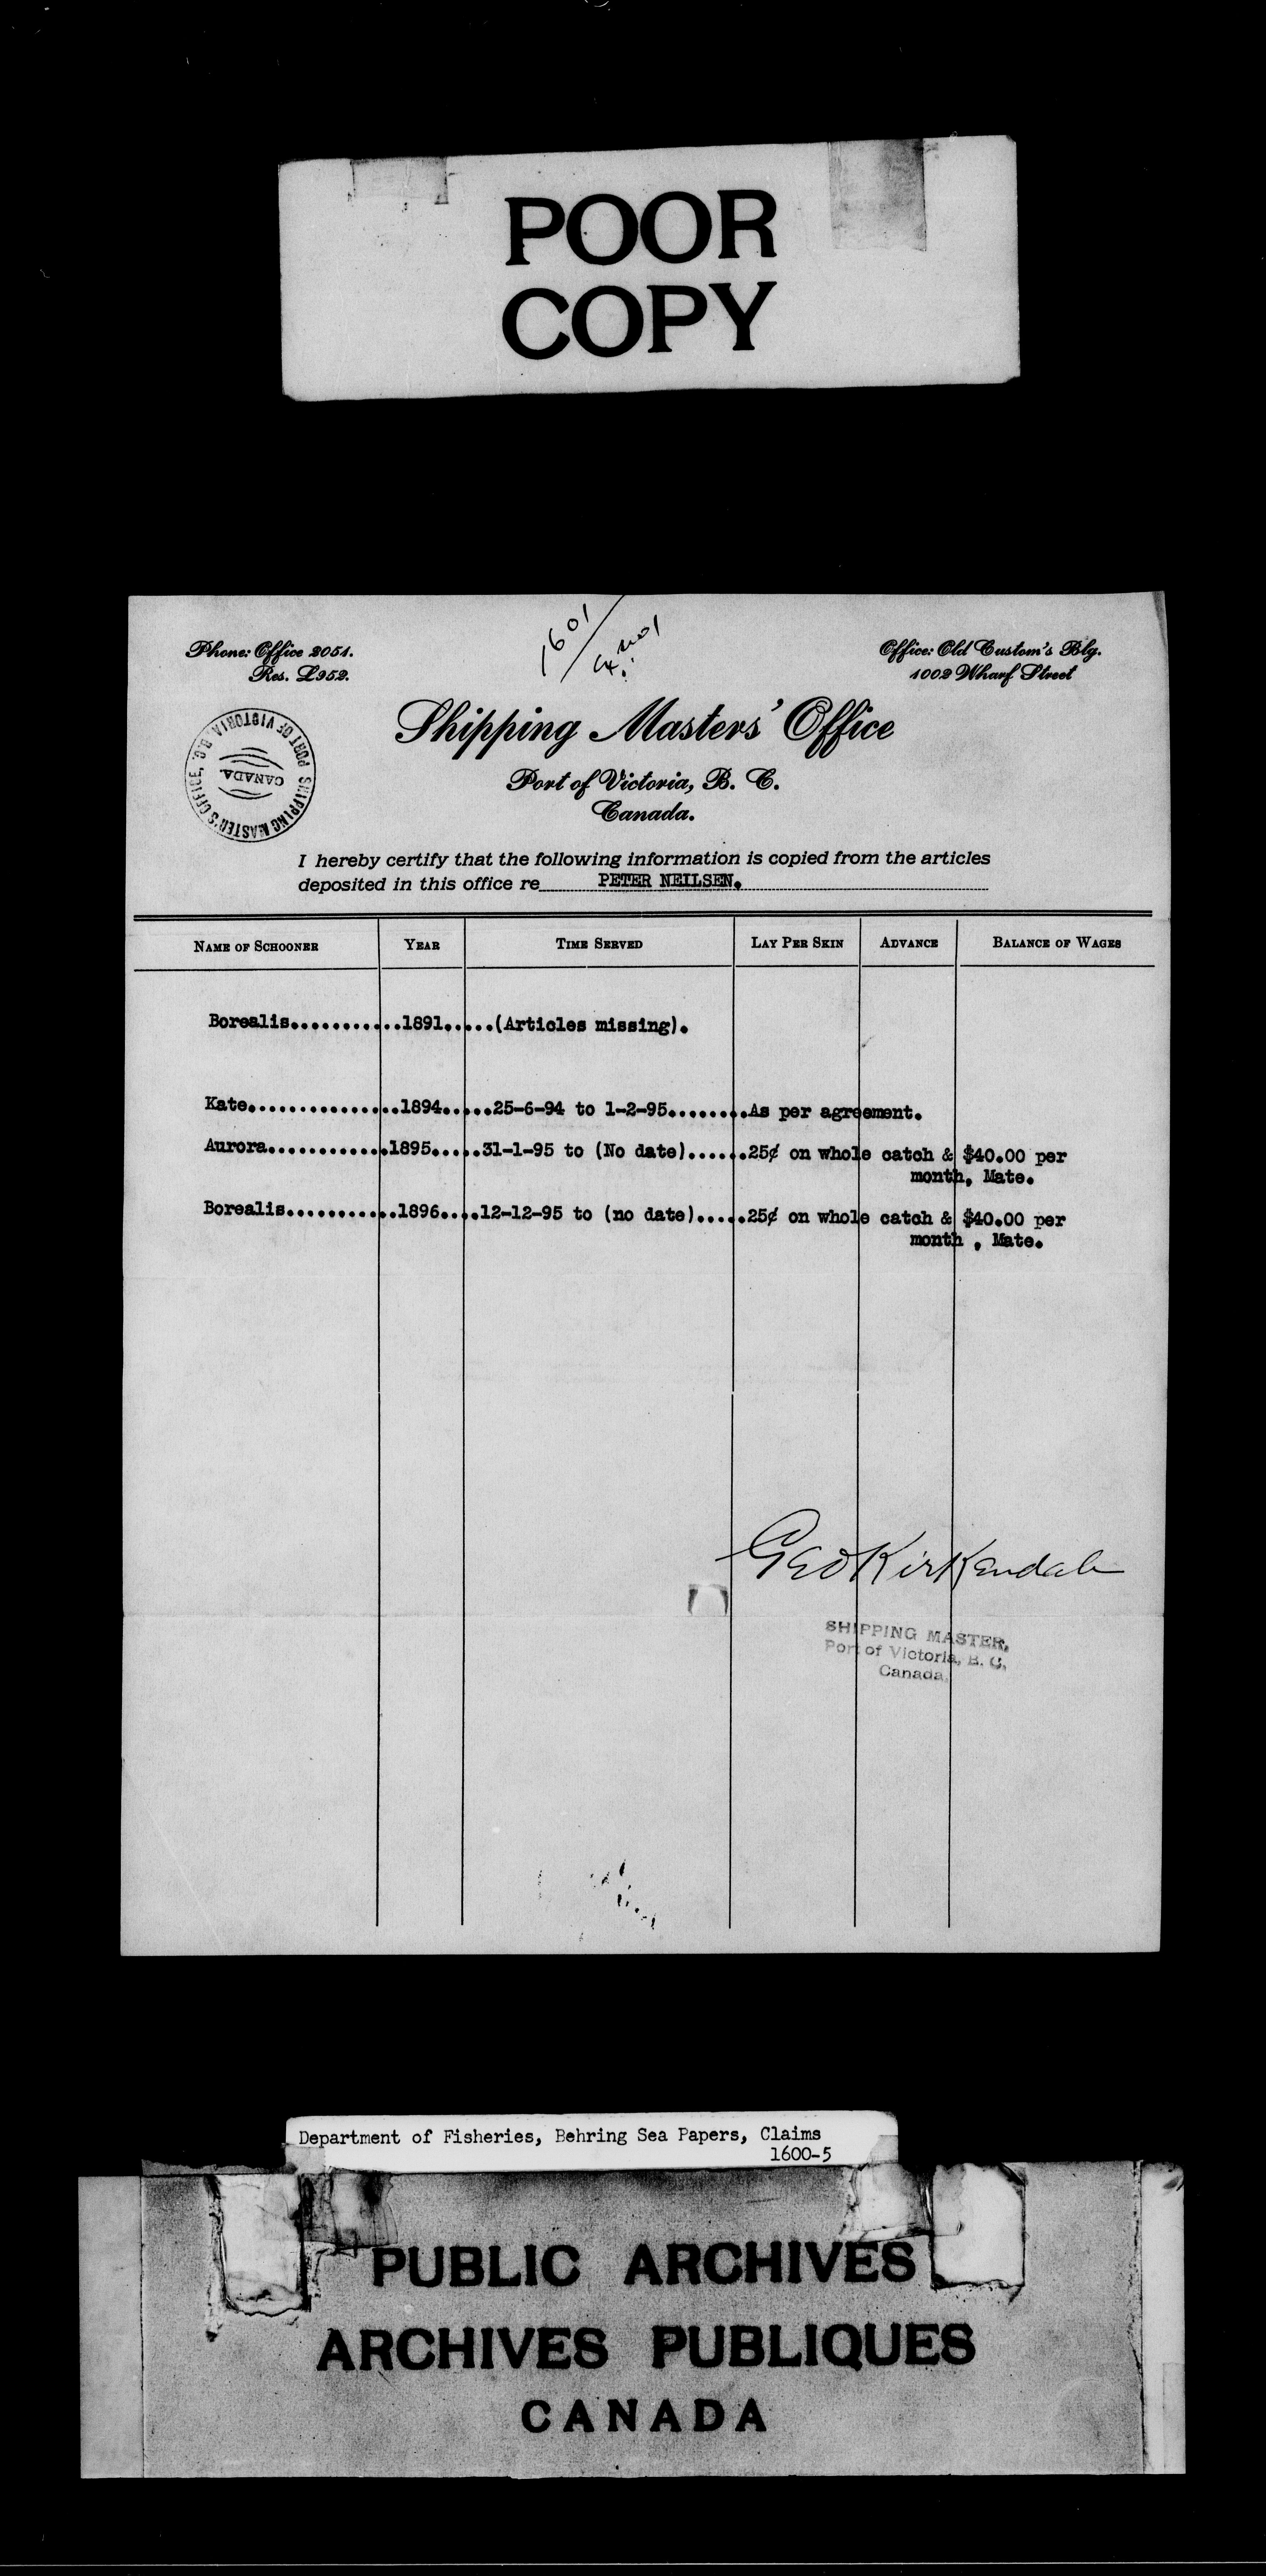 POOR
COPY
1601
Phone: Office 2051.
Res. L952.
Office: Old Custom's Blg.
1002 Wharf Street
Shipping Masters' Office
Port of Victoria, B. C.
Canada.
SHIPPING MASTER'S OFFICE, PORT OF VICTORIA, B.C.
CANADA.
I hereby certify that the following information is copied from the articles
deposited in this office re PETER NEILSEN.
NAME OF SCHOONER YEAR TIME SERVED LAY PER SKIN ADVANCE BALANCE OF WAGES
Borealis............1891......(Articles missing).
Kate................1894......25-6-94 to 1-2-95........As per agreement.
Aurora.............1895.....31-1-95 to (No date)......25¢ on whole catch & $40.00 per
month, Mate.
Borealis............1896....12-12-95 to (no date).....25¢ on whole catch & $40.00 per
month , Mate.
Geo Kirkendale
SHIPPING MASTER,
Port of Victoria, B. C.
Canada.
Department of Fisheries, Behring Sea Papers, Claims
1600-5
PUBLIC ARCHIVES
ARCHIVES PUBLIQUES
CANADA